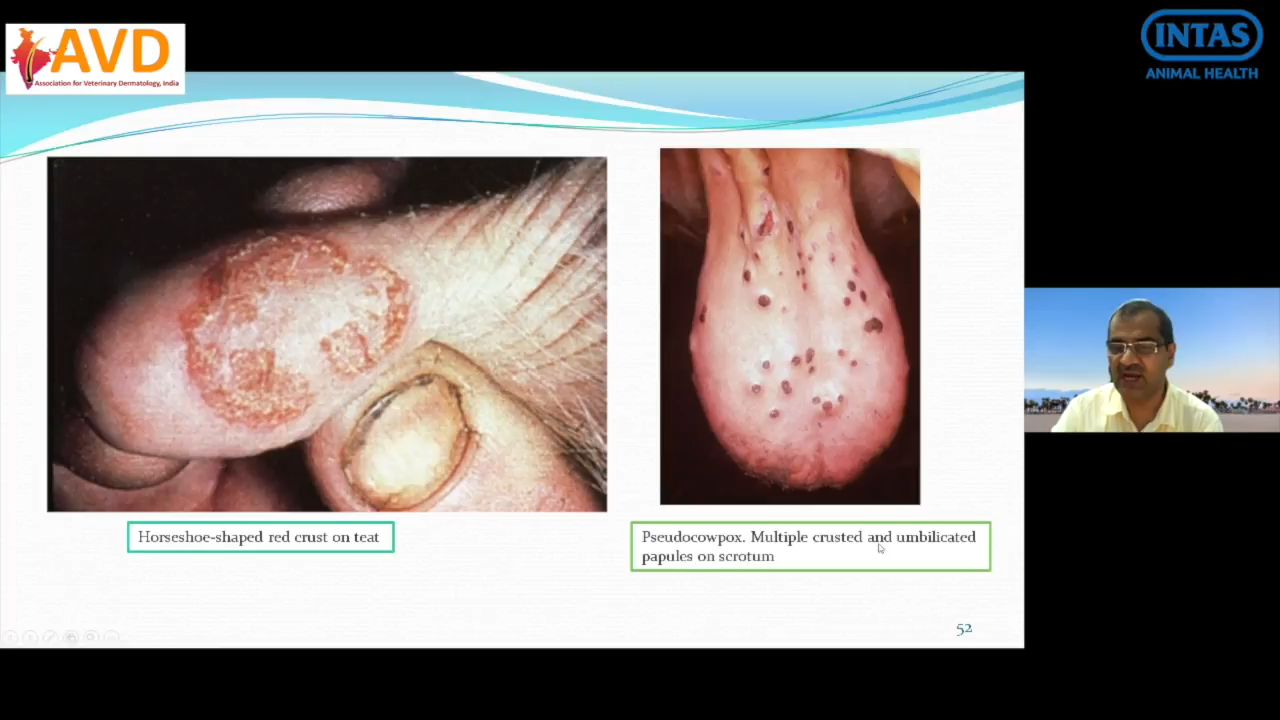 AVD
Association for Veterinary Dermatology, India
INTAS
ANIMAL HEALTH
Horseshoe-shaped red crust on teat
Pseudocowpox. Multiple crusted and umbilicated
papules on scrotum
52